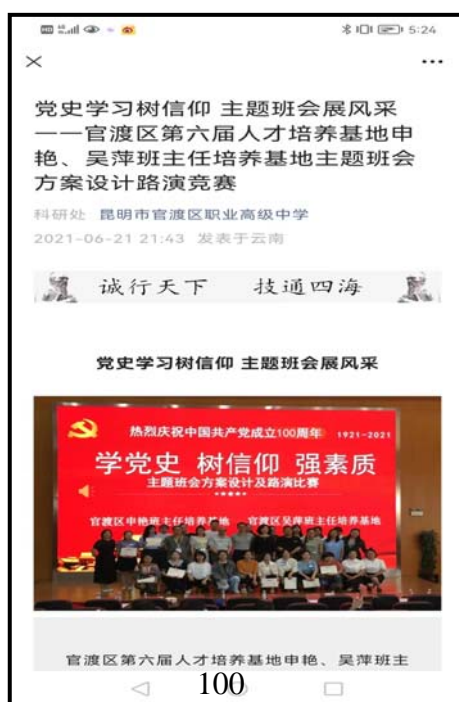 5:24
党史学习树信仰 主题班会展风采
——官渡区第六届人才培养基地申
艳、吴萍班主任培养基地主题班会
方案设计路演竞赛
科研处 昆明市官渡区职业高级中学
2021-06-21 21:43 发表于云南
诚行天下 技通四海
党史学习树信仰 主题班会展风采
热烈庆祝中国共产党成立100周年 1921-2021
学党史 树信仰 强素质
主题班会方案设计及路演比赛
官渡区申艳班主任培养基地 官渡区吴萍班主任培养基地
官渡区第六届人才培养基地申艳、吴萍班主
100